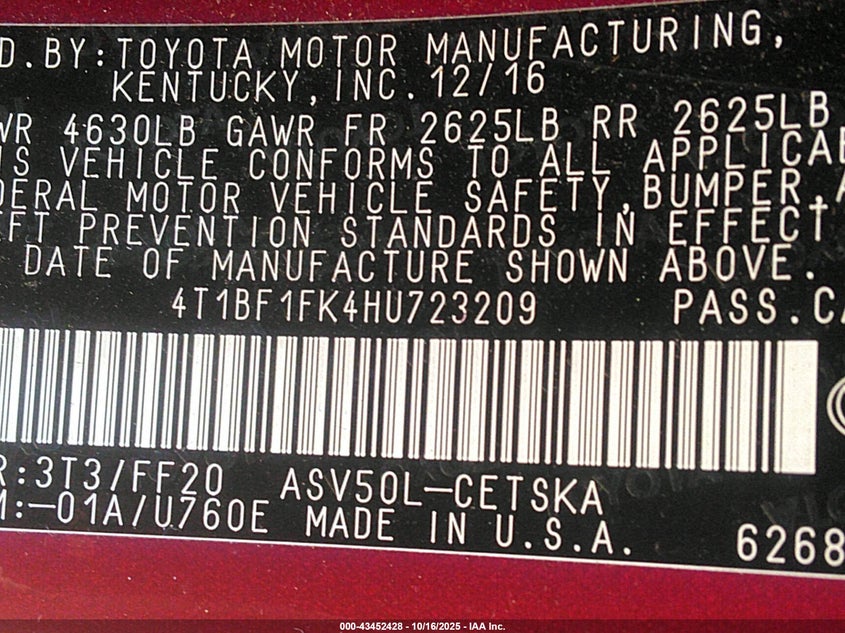 D.BY:TOYOTA MOTOR MANUFACTURING,
KENTUCKY,INC. 12/16
WR 4630LB GAWR FR 2625LB RR 2625LB
IS VEHICLE CONFORMS TO ALL APPLICAB
DERAL MOTOR VEHICLE SAFETY,BUMPER,A
EFT PREVENTION STANDARDS IN EFFECT
DATE OF MANUFACTURE SHOWN ABOVE.
4T1BF1FK4HU723209 PASS.CA
R:3T3/FF20 ASV50L-CETSKA
M:-01A/U760E MADE IN U.S.A. 6268
000-43452428 - 10/16/2025 - IAA Inc.